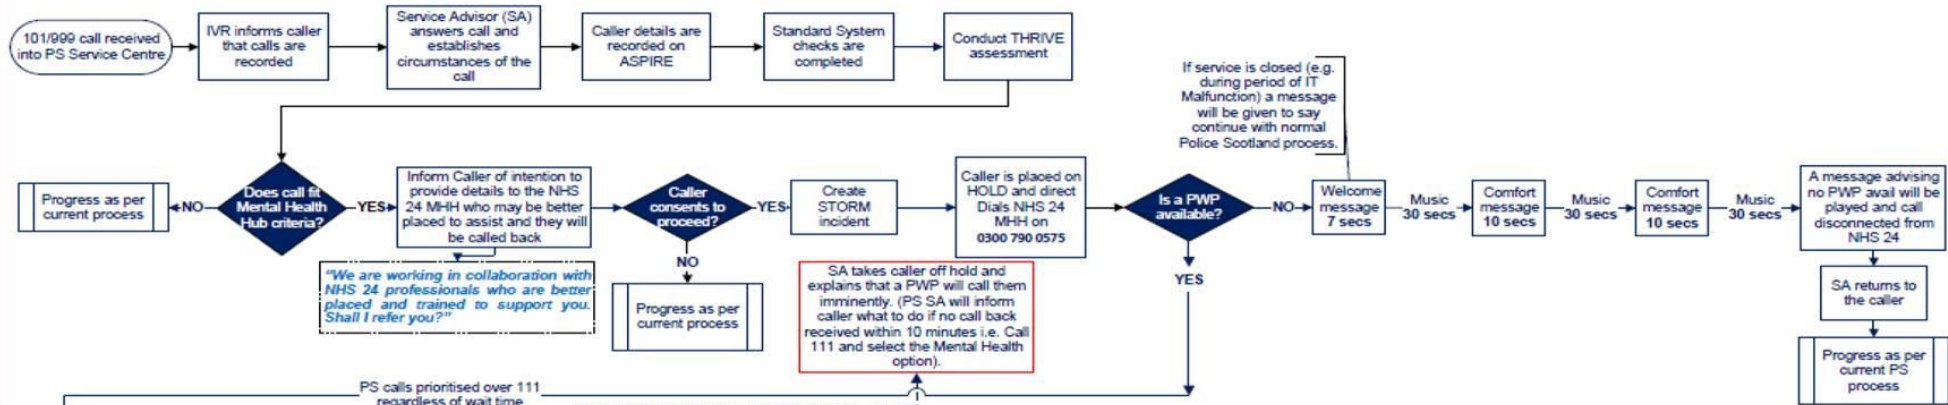 101/999 call received
into PS Service Centre
IVR informs caller
that calls are
recorded
Service Advisor (SA)
answers call and
establishes
circumstances of the
call
Caller details are
recorded on
ASPIRE
Standard System
checks are
completed
Conduct THRIVE
assessment
If service is closed (e.g.
during period of IT
Malfunction) a message
will be given to say
continue with normal
Police Scotland process.
Progress as per
current process
NO
Does call fit
Mental Health
Hub criteria?
YES
Inform Caller of intention to
provide details to the NHS
24 MHH who may be better
placed to assist and they will
be called back
"We are working in collaboration with
NHS 24 professionals who are better
placed and trained to support you.
Shall I refer you?"
Caller
consents to
proceed?
YES
NO
Progress as per
current process
Create
STORM
incident
Caller is placed on
HOLD and direct
Dials NHS 24
MHH on
0300 790 0575
Is a PWP
available?
NO
YES
Welcome
message
7 secs
Music
30 secs
Comfort
message
10 secs
Music
30 secs
Comfort
message
10 secs
Music
30 secs
A message advising
no PWP avail will be
played and call
disconnected from
NHS 24
SA returns to
the caller
Progress as per
current PS
process
SA takes caller off hold and
explains that a PWP will call them
imminently. (PS SA will inform
caller what to do if no call back
received within 10 minutes i.e. Call
111 and select the Mental Health
option).
PS calls prioritised over 111
regardless of wait time